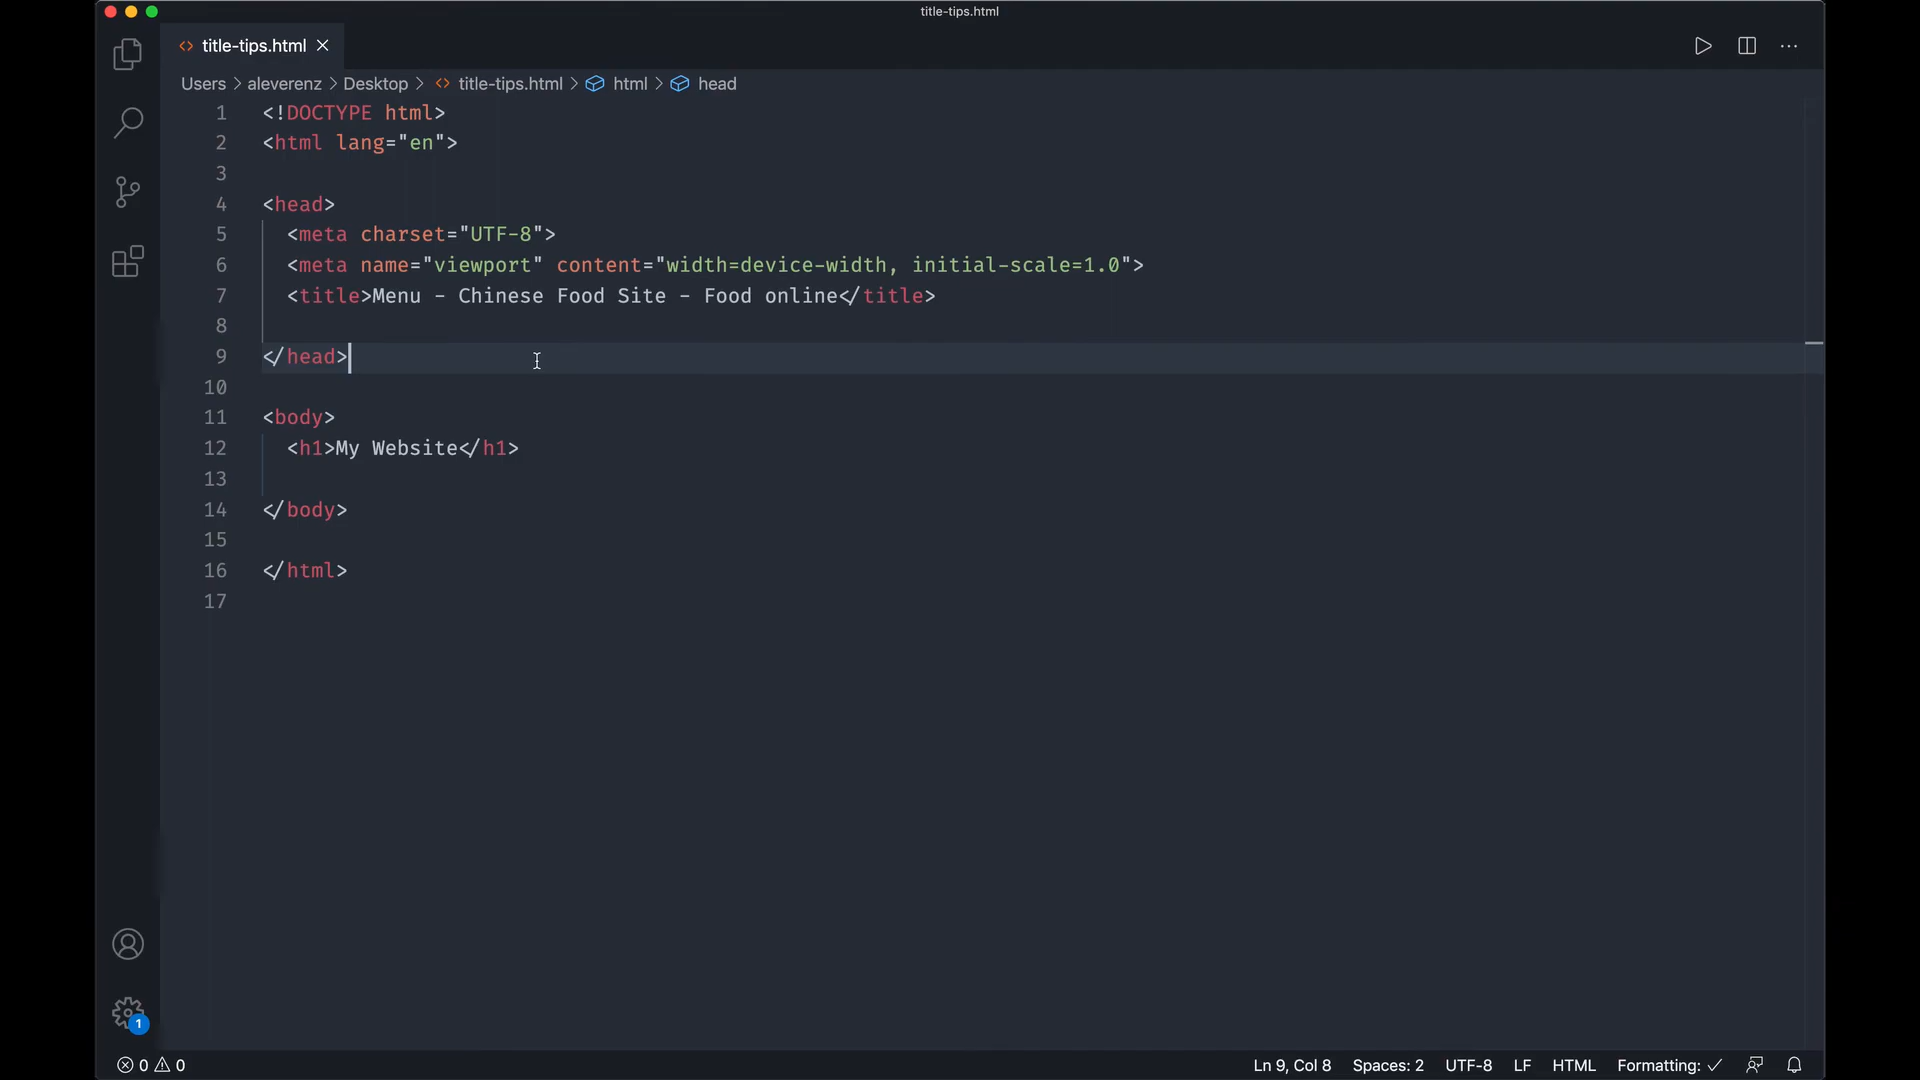 title-tips.html
title-tips.html
Users > aleverenz > Desktop > title-tips.html > html > head
1 <!DOCTYPE html>
2 <html lang="en">
3
4 <head>
5 <meta charset="UTF-8">
6 <meta name="viewport" content="width=device-width, initial-scale=1.0">
7 <title>Menu - Chinese Food Site - Food online</title>
8
9 </head>
10
11 <body>
12 <h1>My Website</h1>
13
14 </body>
15
16 </html>
17
1
0 0 Ln 9, Col 8 Spaces: 2 UTF-8 LF HTML Formatting: ✓